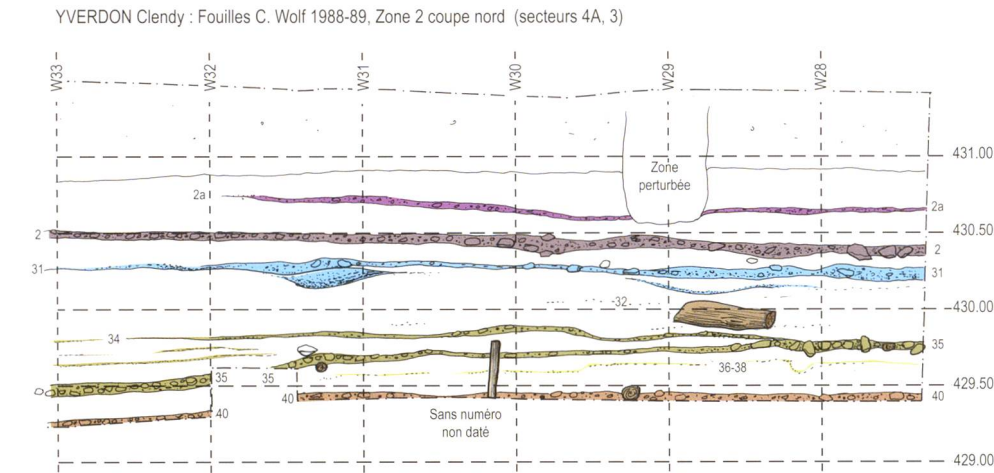 YVERDON Clendy : Fouilles C. Wolf 1988-89, Zone 2 coupe nord (secteurs 4A, 3)
W33
W32
W31
W30
W29
W28
431.00
Zone
perturbée
2a
2a
430.50
2
2
31
31
-32-
430.00
34
35
36-38
35
35
429.50
40
40
40
Sans numéro
non daté
429.00